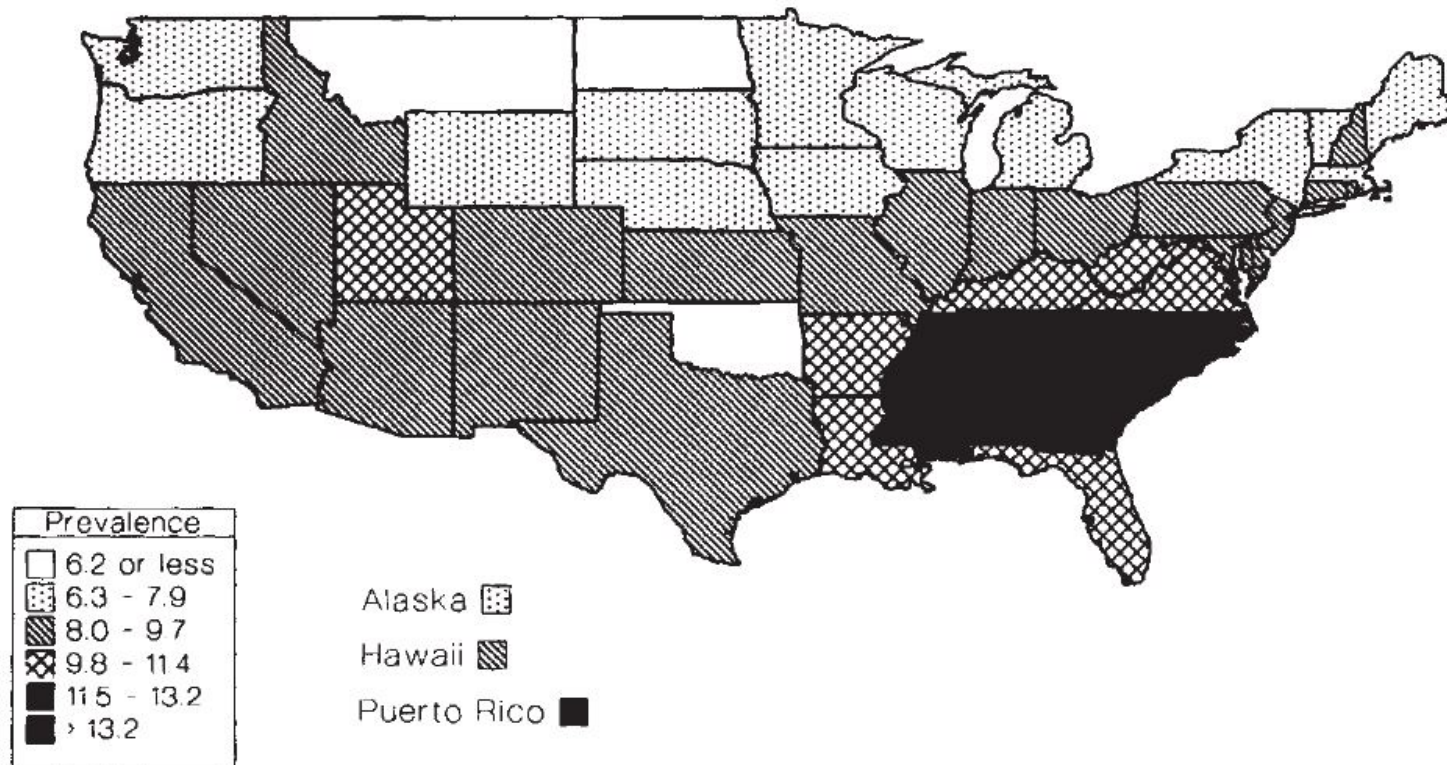 Prevalence
6.2 or less
6.3 - 7.9
8.0 - 9.7
9.8 - 11.4
11.5 - 13.2
> 13.2
Alaska
Hawaii
Puerto Rico